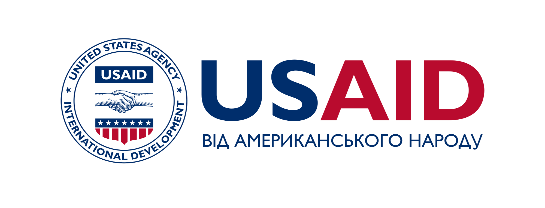 UNITED STATES AGENCY
USAID
INTERNATIONAL DEVELOPMENT
USAID
ВІД АМЕРИКАНСЬКОГО НАРОДУ